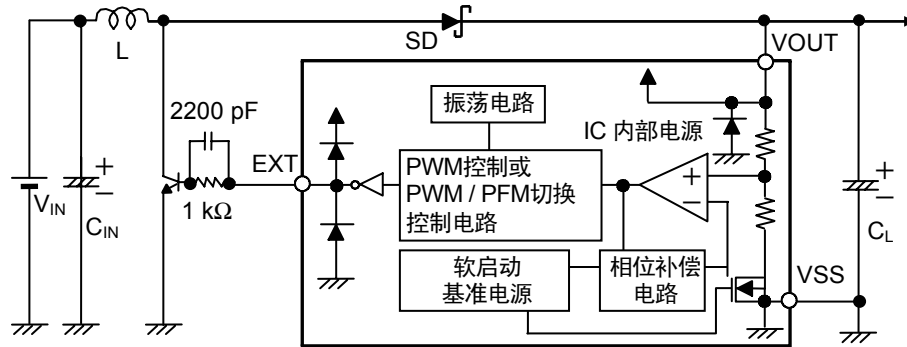 L
SD
VOUT
2200 pF
振荡电路
IC 内部电源
EXT
PWM控制或
PWM / PFM切换
控制电路
+
−
+
−
+
−
VIN
CIN
1 kΩ
CL
软启动
基准电源
相位补偿
电路
VSS